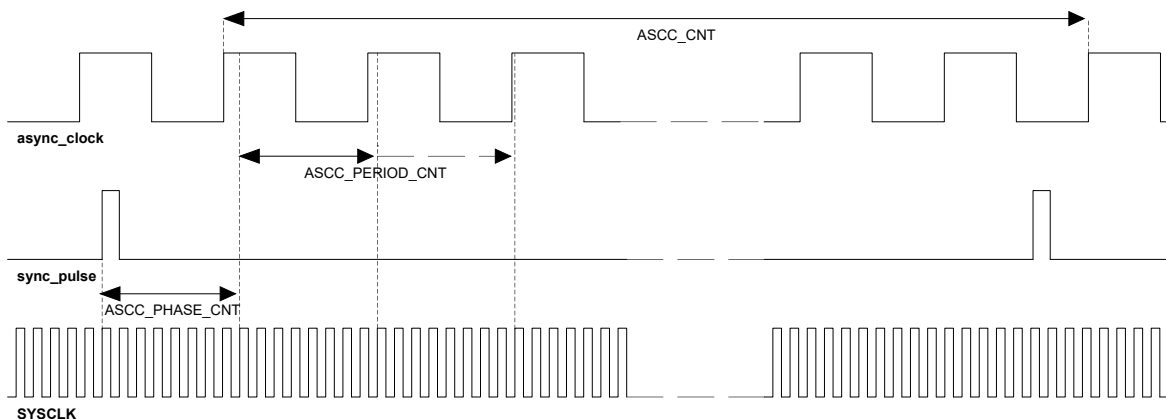 ASCC_CNT
async_clock
ASCC_PERIOD_CNT
sync_pulse
ASCC_PHASE_CNT
SYSCLK